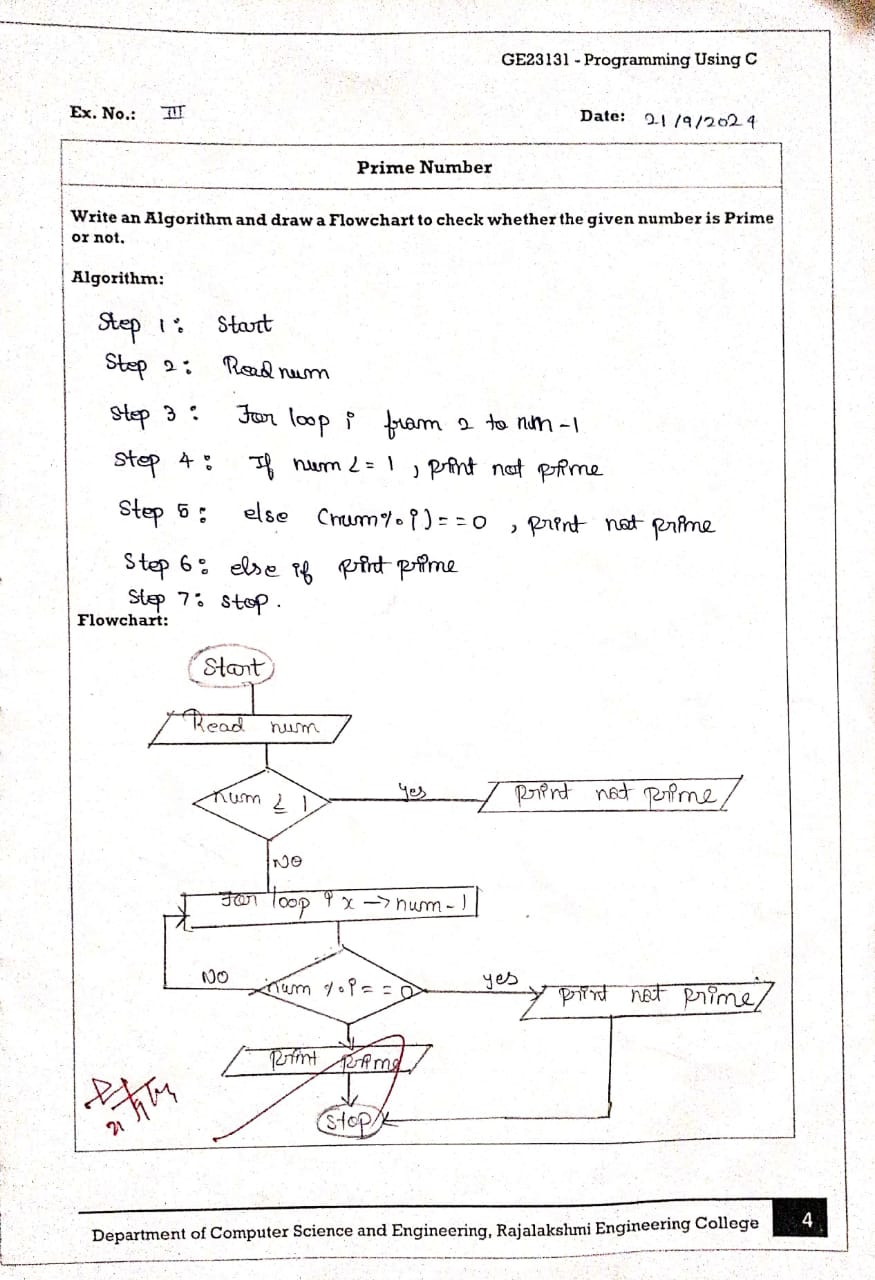 GE23131 - Programming Using C
Ex. No.: III
Date: 21/9/2024
Prime Number
Write an Algorithm and draw a Flowchart to check whether the given number is Prime
or not.
Algorithm:
Step 1: Start
Step 2: Read num
Step 3: For loop i from 2 to num-1
Step 4: If num <= 1, print not prime
Step 5: else (num%i)==0, print not prime
Step 6: else if print prime
Step 7: stop.
Flowchart:
Start
Read num
num ≤ 1
yes
print not prime
NO
For loop i x → num-1
NO
num % i == 0
yes
print not prime
print prime
stop
21
Department of Computer Science and Engineering, Rajalakshmi Engineering College
4